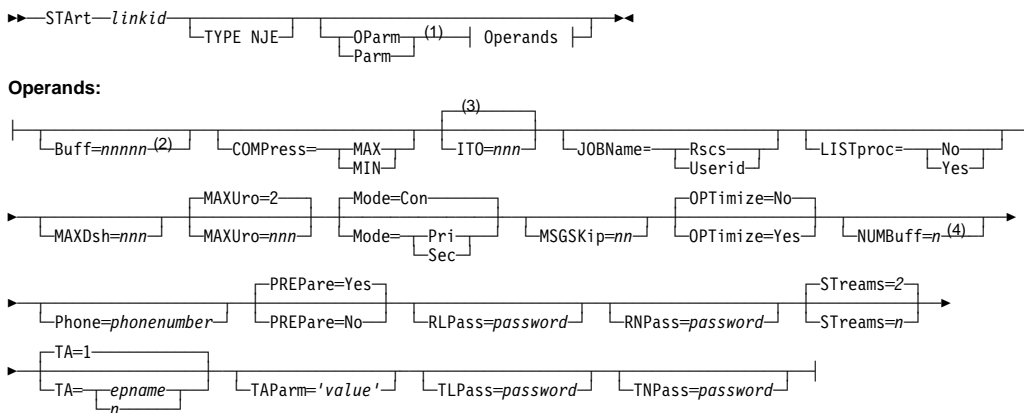 STArt linkid
TYPE NJE
OParm (1) Operands
Parm
Operands:
(3)
Buff=nnnnn (2) COMPress= MAX ITO=nnn JOBName= Rscs LISTproc= No
MIN Userid Yes
MAXUro=2 Mode=Con OPTimize=No
MAXDsh=nnn MAXUro=nnn Mode= Pri MSGSKip=nn OPTimize=Yes NUMBuff=n (4)
Sec
PREPare=Yes STreams=2
Phone=phonenumber PREPare=No RLPass=password RNPass=password STreams=n
TA=1
TA= epname TAParm='value' TLPass=password TNPass=password
n